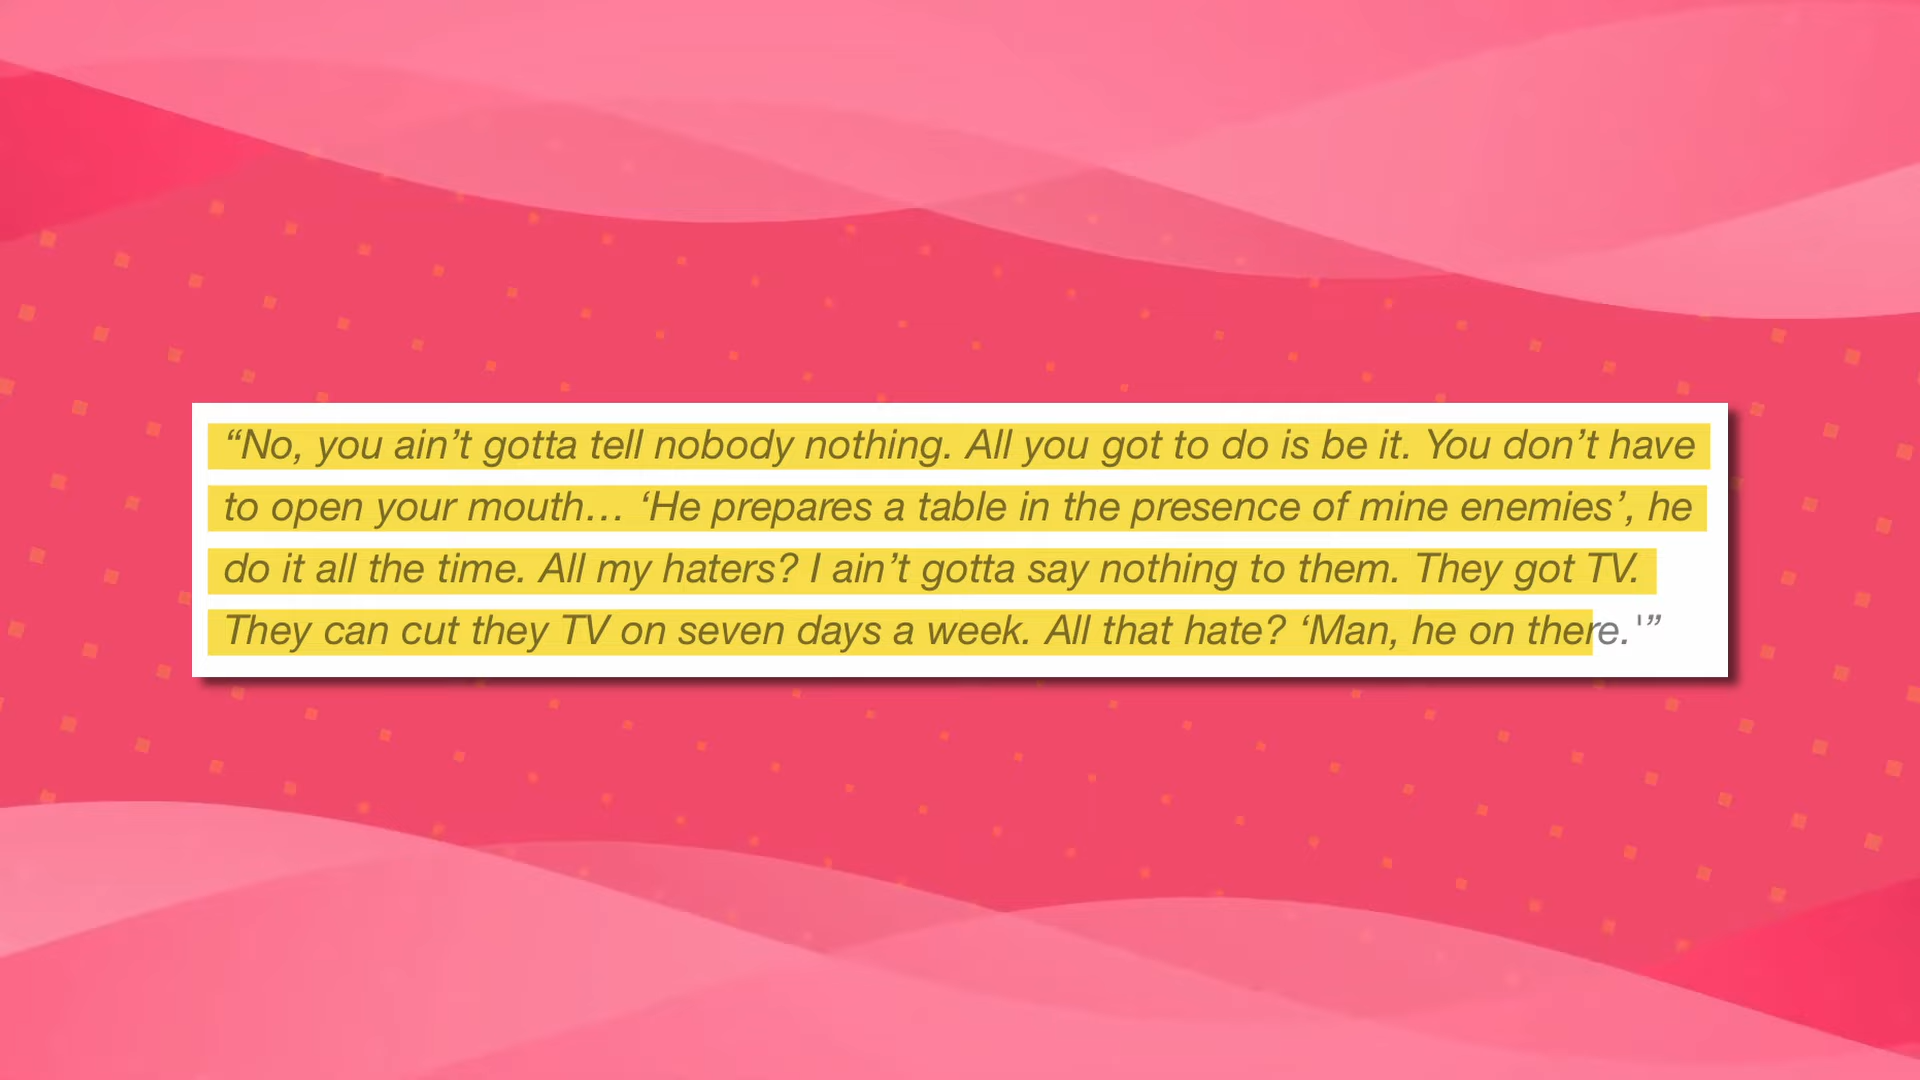 “No, you ain’t gotta tell nobody nothing. All you got to do is be it. You don’t have
to open your mouth… ‘He prepares a table in the presence of mine enemies’, he
do it all the time. All my haters? I ain’t gotta say nothing to them. They got TV.
They can cut they TV on seven days a week. All that hate? ‘Man, he on there.'”